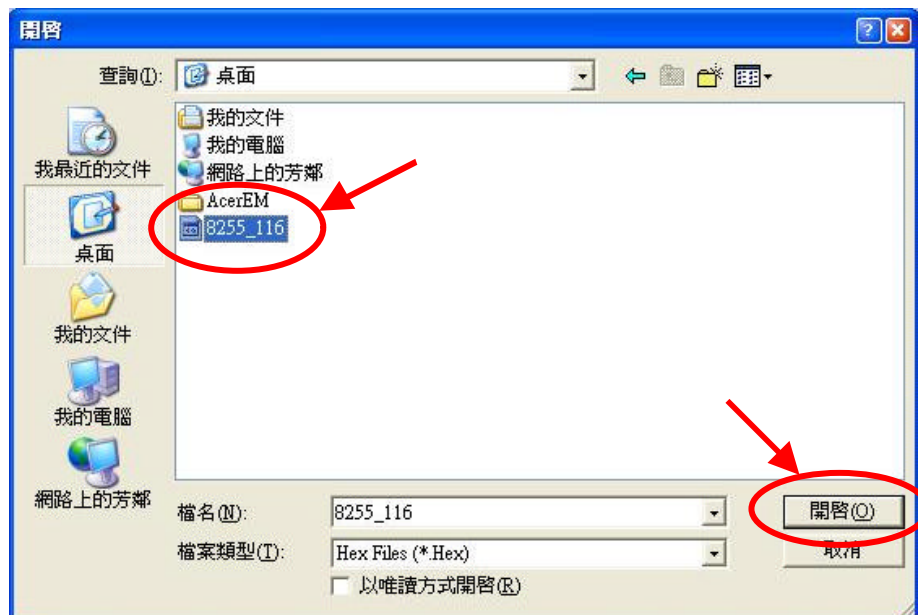 開啓
查詢(I): 桌面
我的文件
我的電腦
網路上的芳鄰
AcerEM
8255_116
我最近的文件
桌面
我的文件
我的電腦
網路上的芳鄰
檔名(N): 8255_116 開啓(O)
檔案類型(T): Hex Files (*.Hex) 取消
以唯讀方式開啓(R)